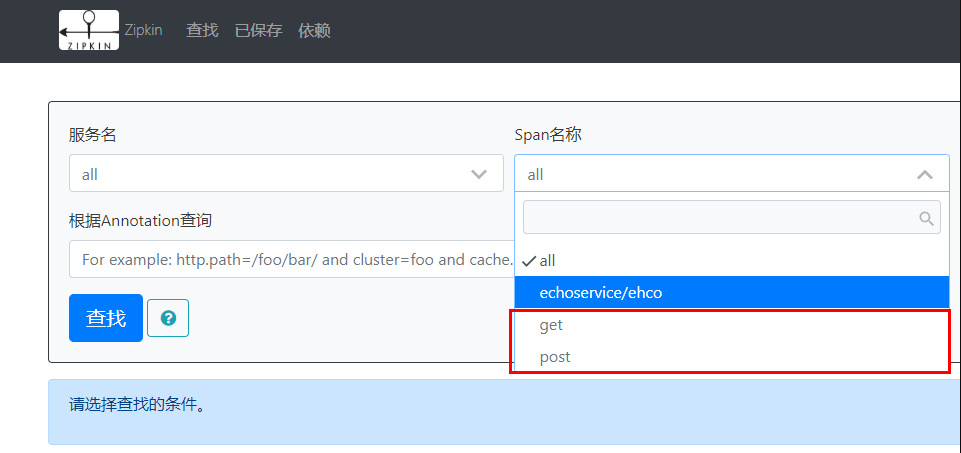 ZIPKIN Zipkin 查找 已保存 依赖
服务名
Span名称
all
all
根据Annotation查询
For example: http.path=/foo/bar/ and cluster=foo and cache.
all
echoservice/ehco
get
post
查找
?
请选择查找的条件。